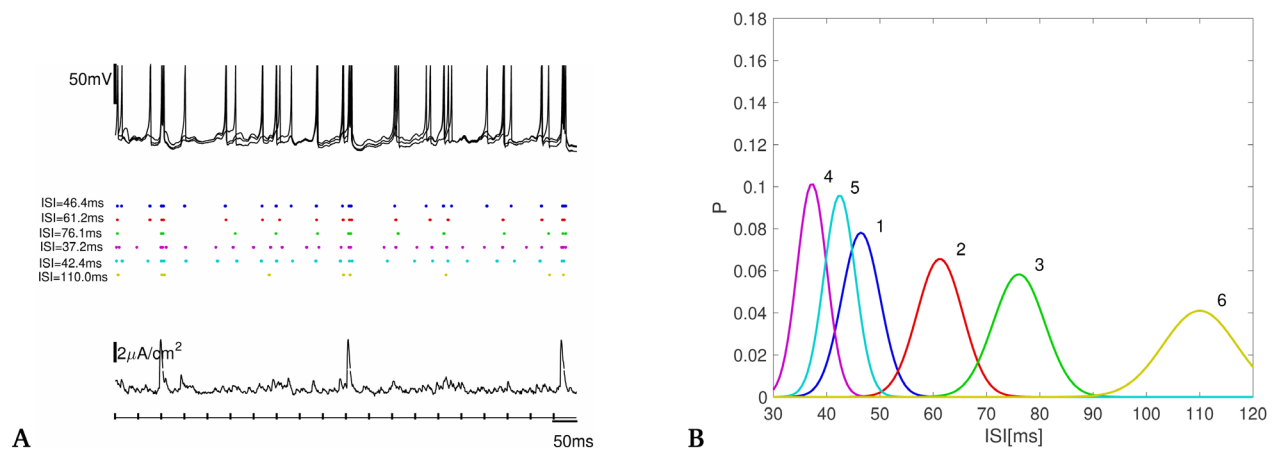 50mV
ISI=46.4ms
ISI=61.2ms
ISI=76.1ms
ISI=37.2ms
ISI=42.4ms
ISI=110.0ms
2μA/cm²
50ms
A
0.18
0.16
0.14
0.12
0.1
0.08
0.06
0.04
0.02
0
P
4
5
1
2
3
6
30 40 50 60 70 80 90 100 110 120
ISI[ms]
B